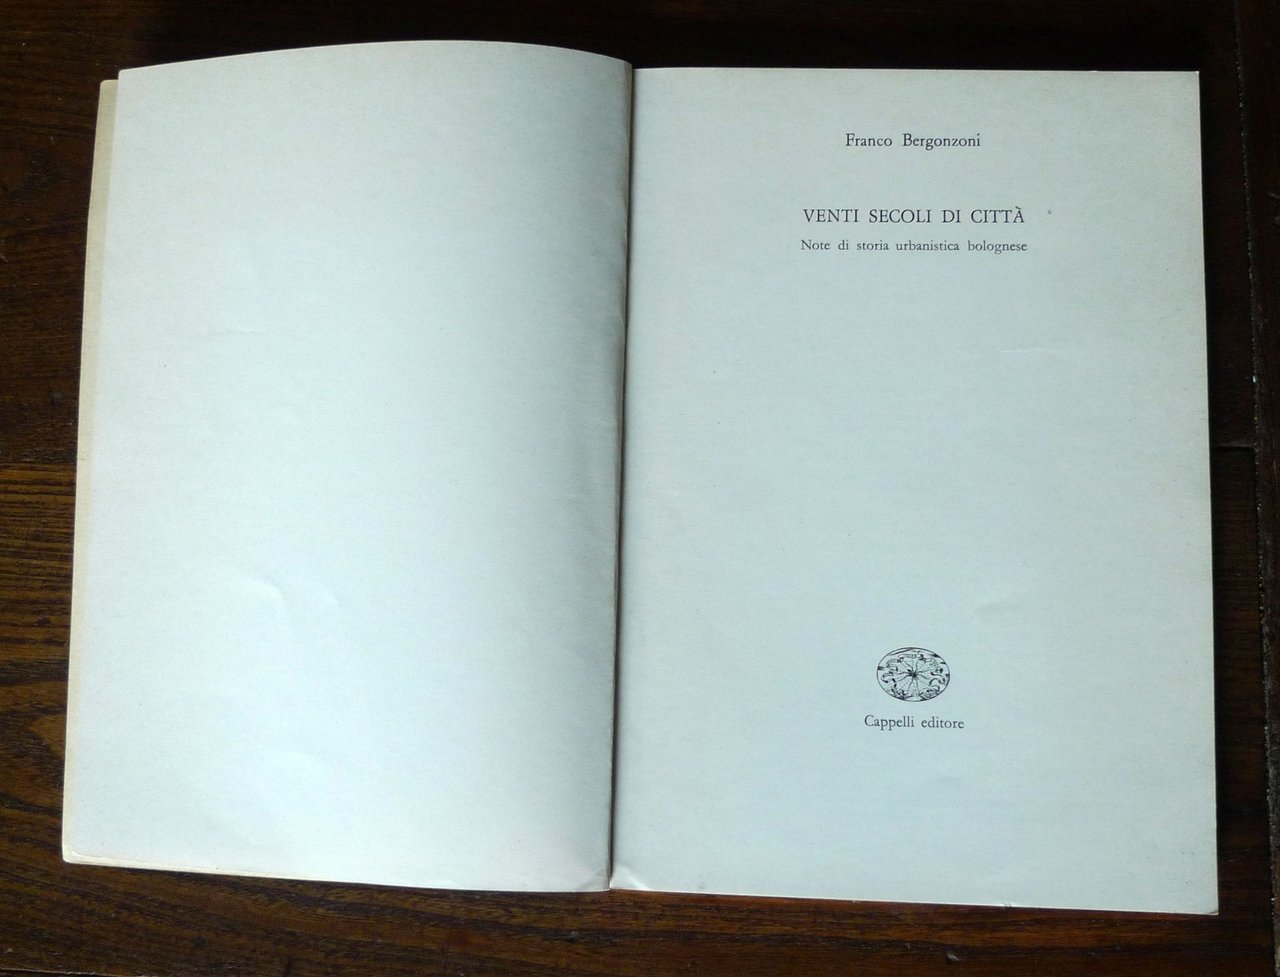 Franco Bergonzoni
VENTI SECOLI DI CITTÀ
Note di storia urbanistica bolognese
Cappelli editore